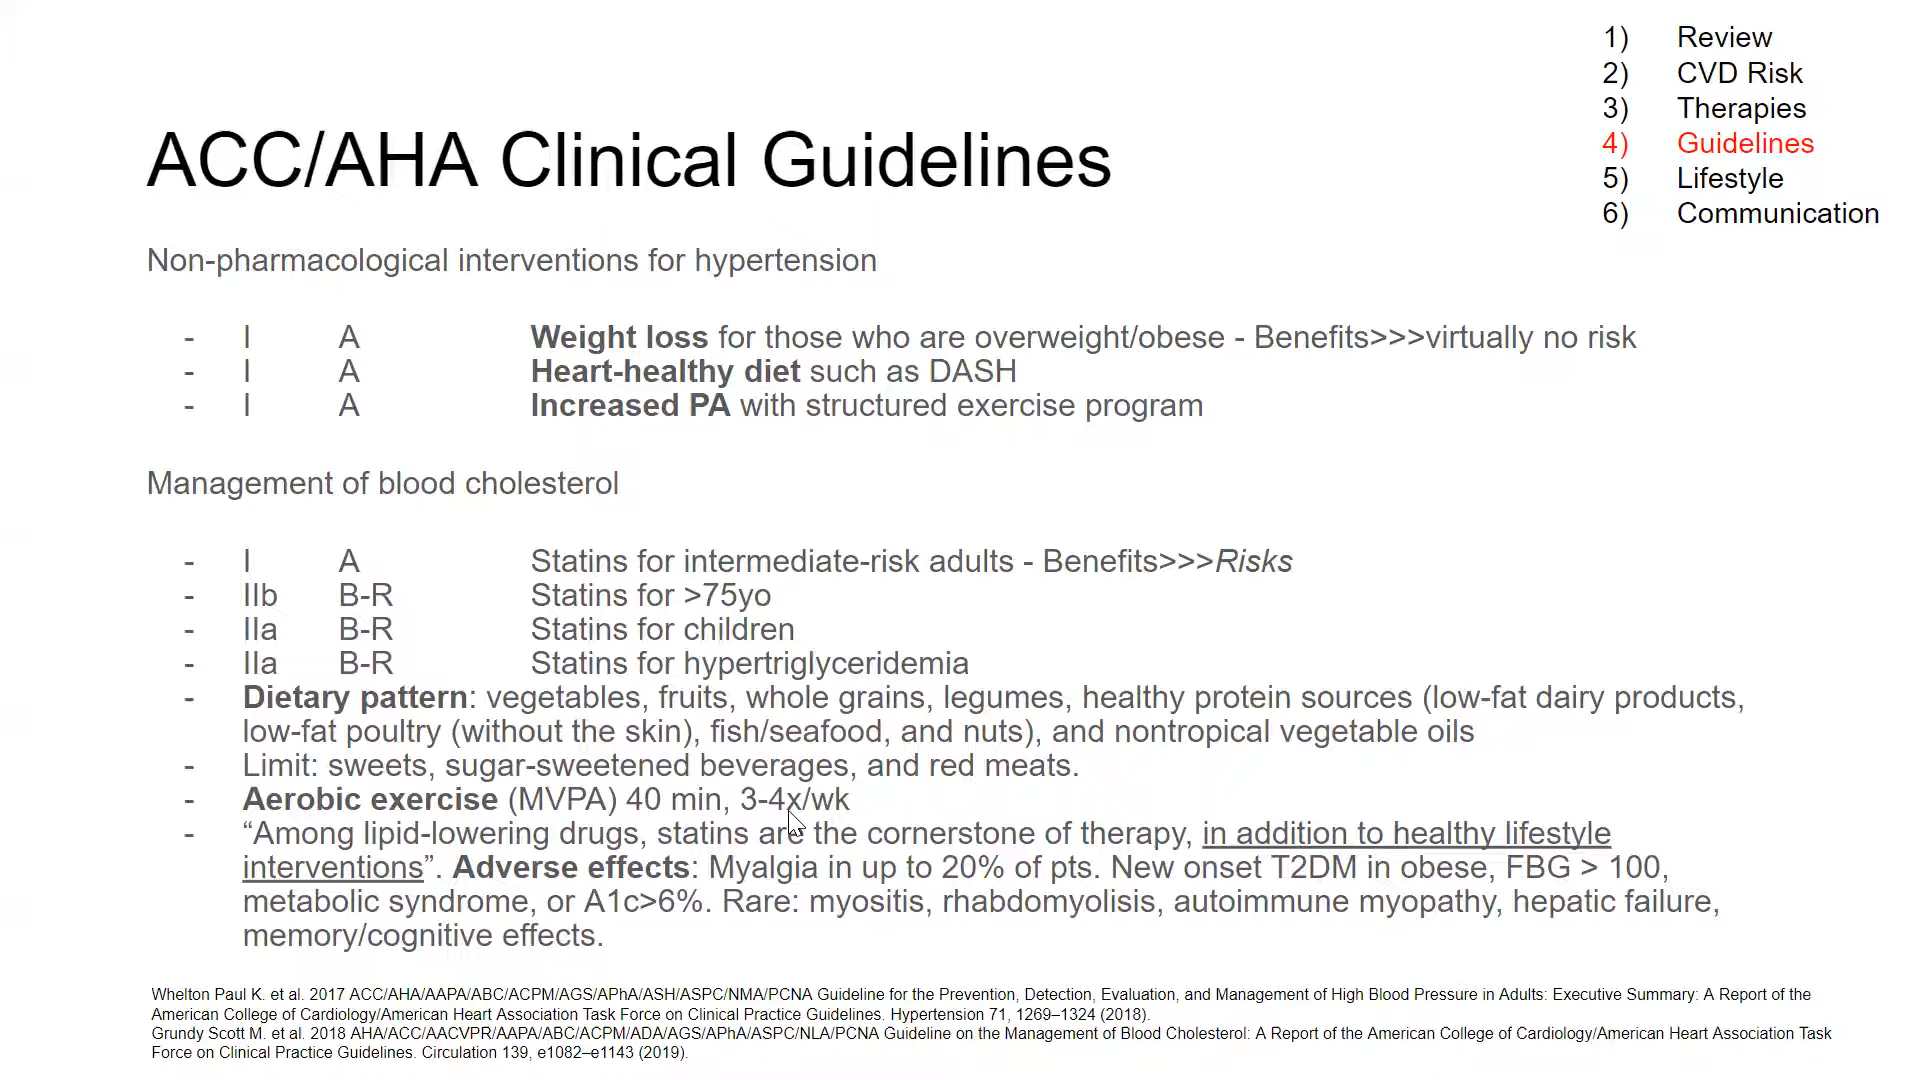 1) Review
2) CVD Risk
3) Therapies
4) Guidelines
5) Lifestyle
6) Communication
ACC/AHA Clinical Guidelines
Non-pharmacological interventions for hypertension
- I A Weight loss for those who are overweight/obese - Benefits>>>virtually no risk
- I A Heart-healthy diet such as DASH
- I A Increased PA with structured exercise program
Management of blood cholesterol
- I A Statins for intermediate-risk adults - Benefits>>>Risks
- IIb B-R Statins for >75yo
- IIa B-R Statins for children
- IIa B-R Statins for hypertriglyceridemia
- Dietary pattern: vegetables, fruits, whole grains, legumes, healthy protein sources (low-fat dairy products,
low-fat poultry (without the skin), fish/seafood, and nuts), and nontropical vegetable oils
- Limit: sweets, sugar-sweetened beverages, and red meats.
- Aerobic exercise (MVPA) 40 min, 3-4x/wk
- “Among lipid-lowering drugs, statins are the cornerstone of therapy, in addition to healthy lifestyle
interventions”. Adverse effects: Myalgia in up to 20% of pts. New onset T2DM in obese, FBG > 100,
metabolic syndrome, or A1c>6%. Rare: myositis, rhabdomyolisis, autoimmune myopathy, hepatic failure,
memory/cognitive effects.
Whelton Paul K. et al. 2017 ACC/AHA/AAPA/ABC/ACPM/AGS/APhA/ASH/ASPC/NMA/PCNA Guideline for the Prevention, Detection, Evaluation, and Management of High Blood Pressure in Adults: Executive Summary: A Report of the
American College of Cardiology/American Heart Association Task Force on Clinical Practice Guidelines. Hypertension 71, 1269–1324 (2018).
Grundy Scott M. et al. 2018 AHA/ACC/AACVPR/AAPA/ABC/ACPM/ADA/AGS/APhA/ASPC/NLA/PCNA Guideline on the Management of Blood Cholesterol: A Report of the American College of Cardiology/American Heart Association Task
Force on Clinical Practice Guidelines. Circulation 139, e1082–e1143 (2019).